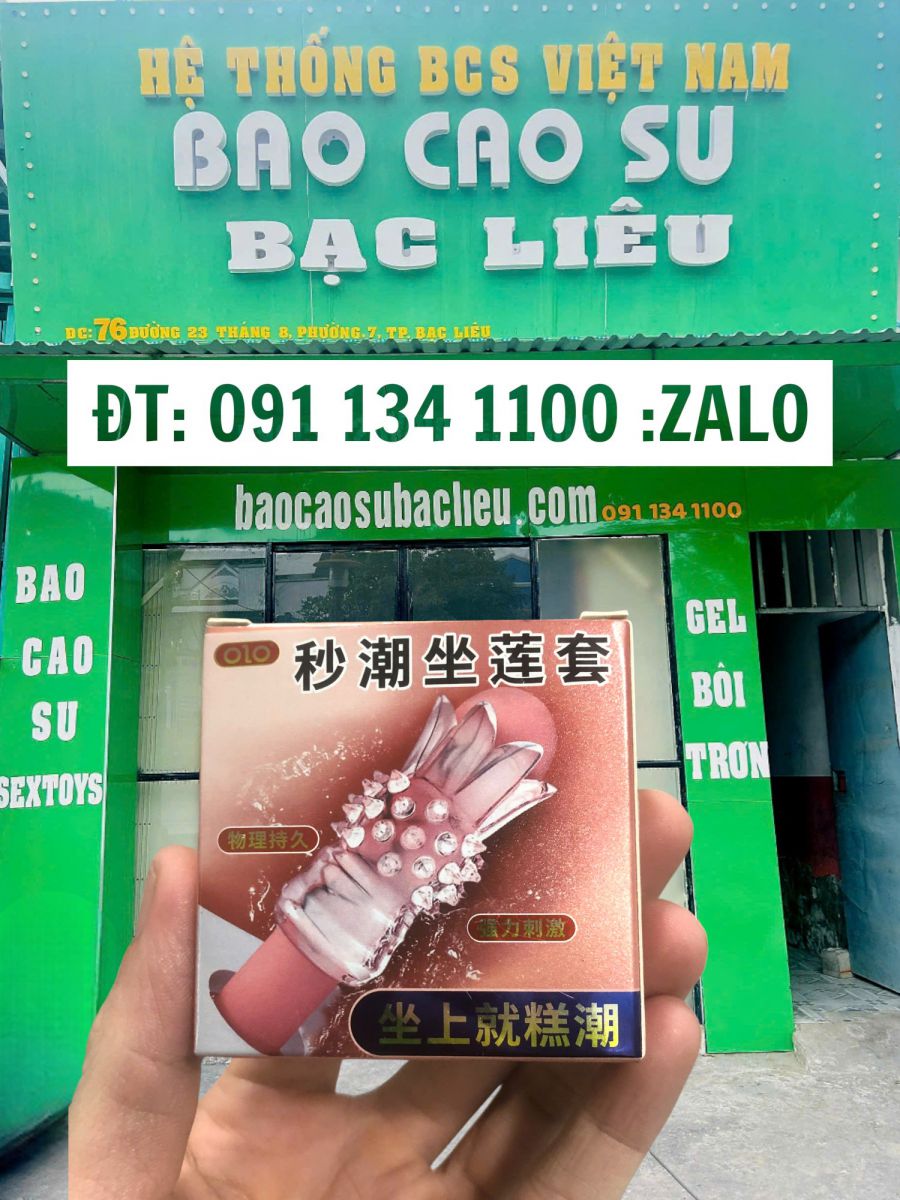 HỆ THỐNG BCS VIỆT NAM
BAO CAO SU
BẠC LIÊU
ĐC: 76 ĐƯỜNG 23 THÁNG 8, PHƯỜNG.7, TP. BẠC LIÊU
ĐT: 091 134 1100 :ZALO
baocaosubaclieu.com 091 134 1100
BAO
CAO
SU
SEXTOYS
GEL
BÔI
TRƠN
OLO
秒潮坐莲套
物理持久
强力刺激
坐上就糕潮